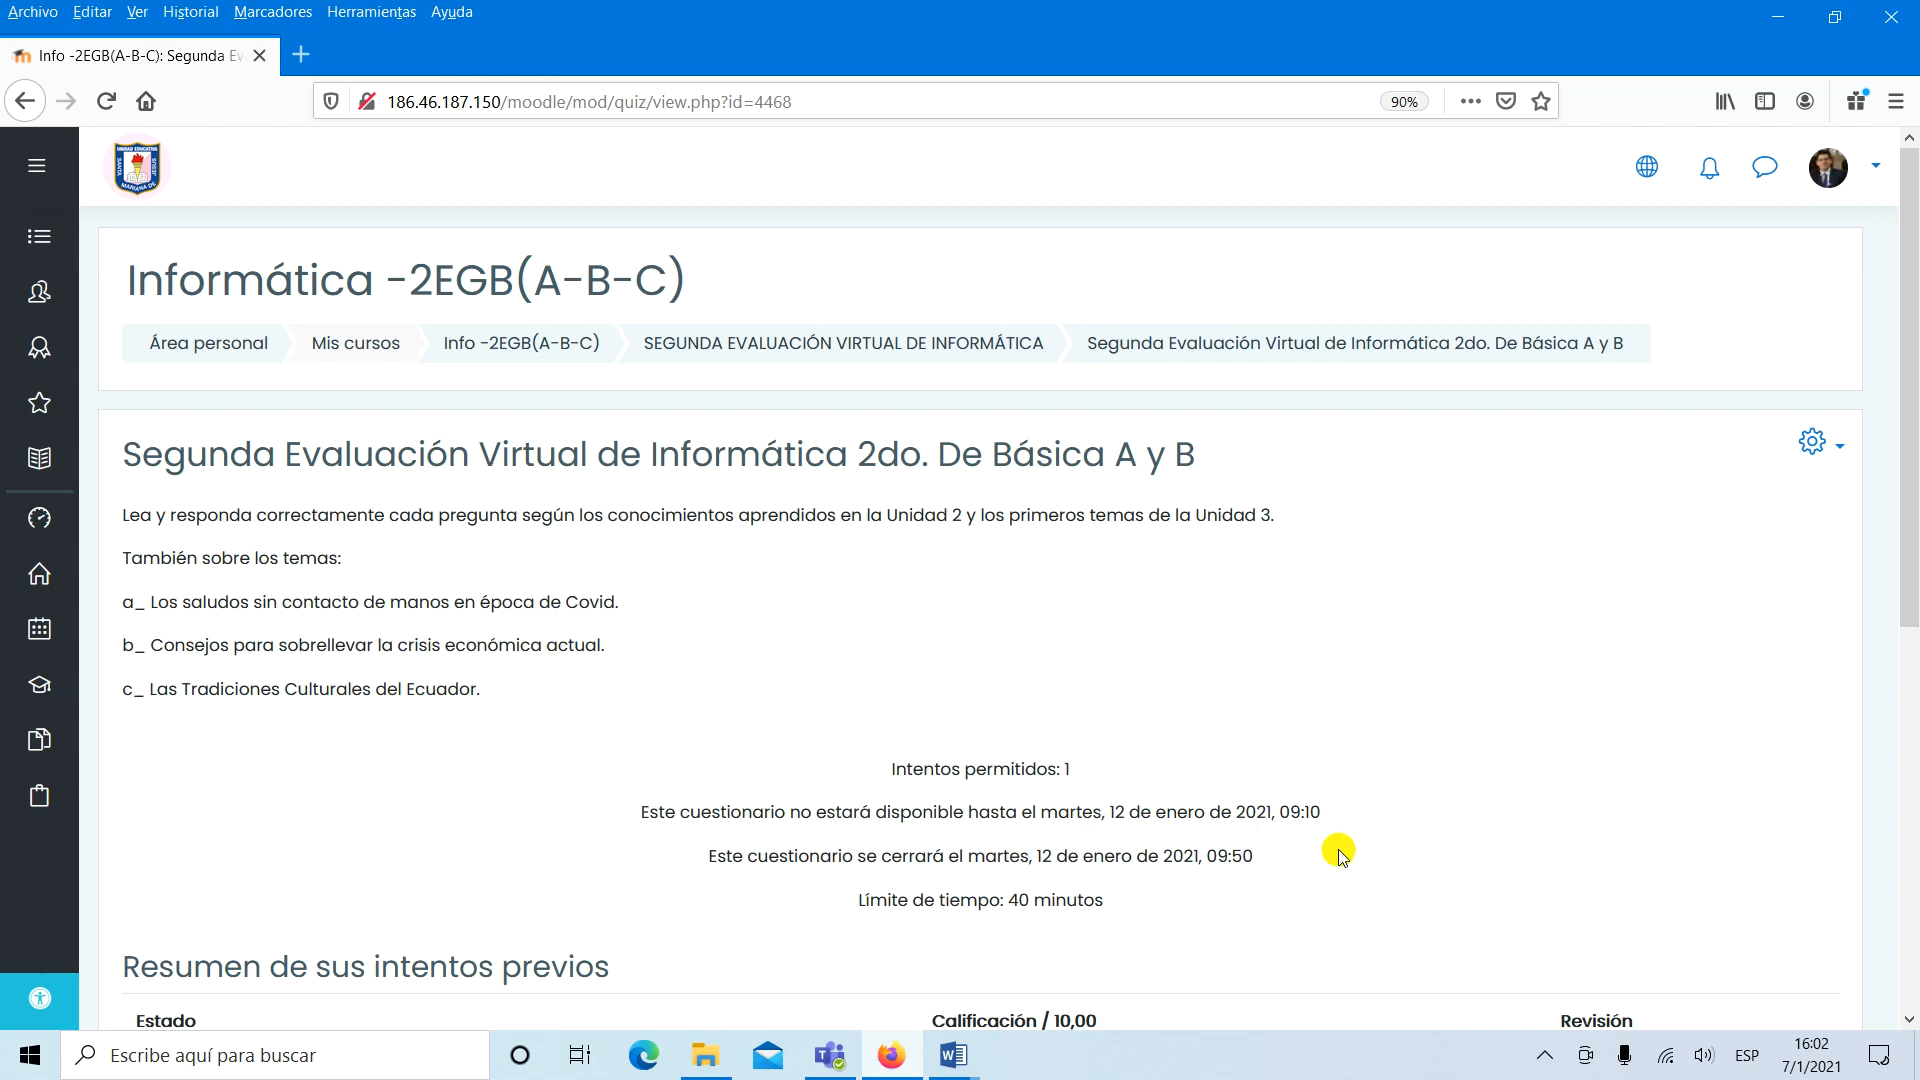 Archivo Editar Ver Historial Marcadores Herramientas Ayuda
Info -2EGB(A-B-C): Segunda Ev
186.46.187.150/moodle/mod/quiz/view.php?id=4468
90%
UNIDAD EDUCATIVA
SANTA
MARIANA DE
JESÚS
Informática -2EGB(A-B-C)
Área personal Mis cursos Info -2EGB(A-B-C) SEGUNDA EVALUACIÓN VIRTUAL DE INFORMÁTICA Segunda Evaluación Virtual de Informática 2do. De Básica A y B
Segunda Evaluación Virtual de Informática 2do. De Básica A y B
Lea y responda correctamente cada pregunta según los conocimientos aprendidos en la Unidad 2 y los primeros temas de la Unidad 3.
También sobre los temas:
a_ Los saludos sin contacto de manos en época de Covid.
b_ Consejos para sobrellevar la crisis económica actual.
c_ Las Tradiciones Culturales del Ecuador.
Intentos permitidos: 1
Este cuestionario no estará disponible hasta el martes, 12 de enero de 2021, 09:10
Este cuestionario se cerrará el martes, 12 de enero de 2021, 09:50
Límite de tiempo: 40 minutos
Resumen de sus intentos previos
Estado Calificación / 10,00 Revisión
Escribe aquí para buscar
ESP
16:02
7/1/2021